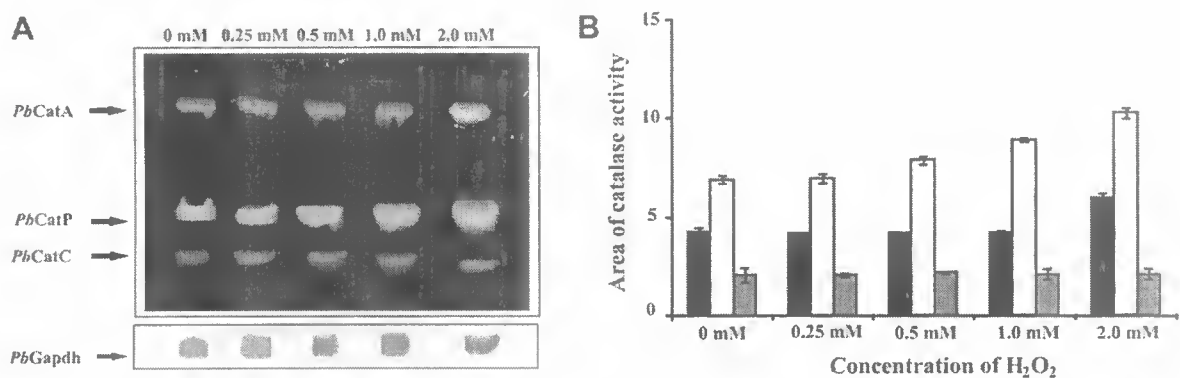 A
0 mM 0.25 mM 0.5 mM 1.0 mM 2.0 mM
PbCatA
PbCatP
PbCatC
PbGapdh
B
Area of catalase activity
15
10
5
0
0 mM 0.25 mM 0.5 mM 1.0 mM 2.0 mM
Concentration of H₂O₂